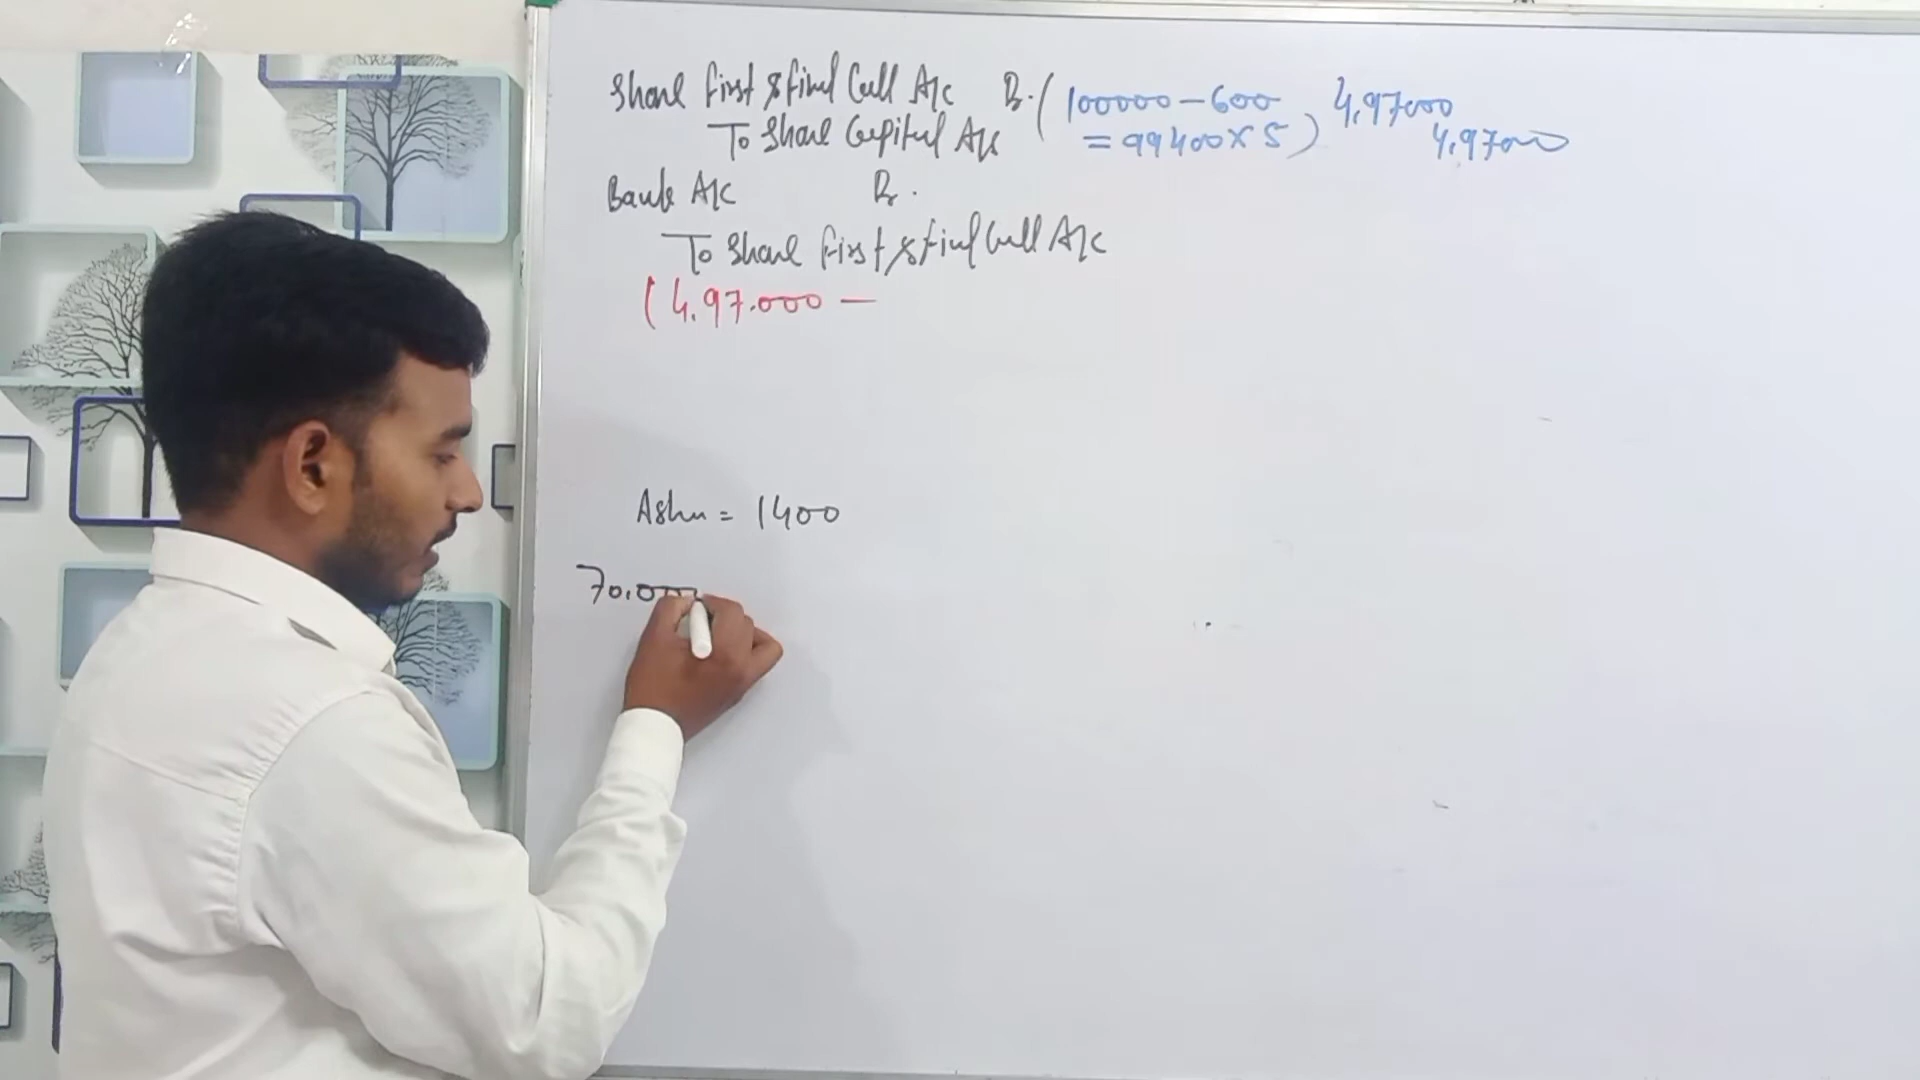 Share first & final Call A/c Dr. ( 100000 - 600 4,97000
To Share Capital A/c = 99400 x 5 ) 4,97000
Bank A/c Dr.
To Share first & final Call A/c
( 4,97,000 -
Ashu = 1400
70,000